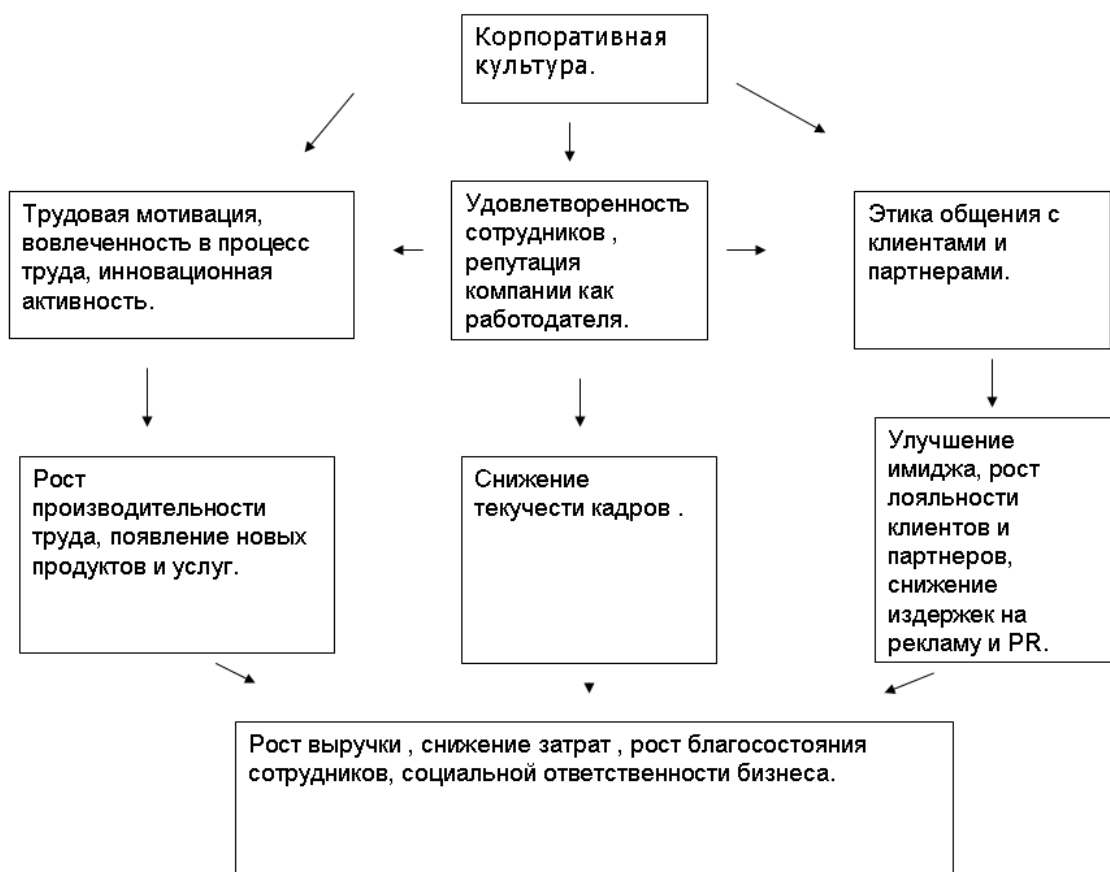 Корпоративная
культура.
Трудовая мотивация,
вовлеченность в процесс
труда, инновационная
активность.
Удовлетворенность
сотрудников ,
репутация
компании как
работодателя.
Этика общения с
клиентами и
партнерами.
Рост
производительности
труда, появление новых
продуктов и услуг.
Снижение
текучести кадров .
Улучшение
имиджа, рост
лояльности
клиентов и
партнеров,
снижение
издержек на
рекламу и PR.
Рост выручки , снижение затрат , рост благосостояния
сотрудников, социальной ответственности бизнеса.